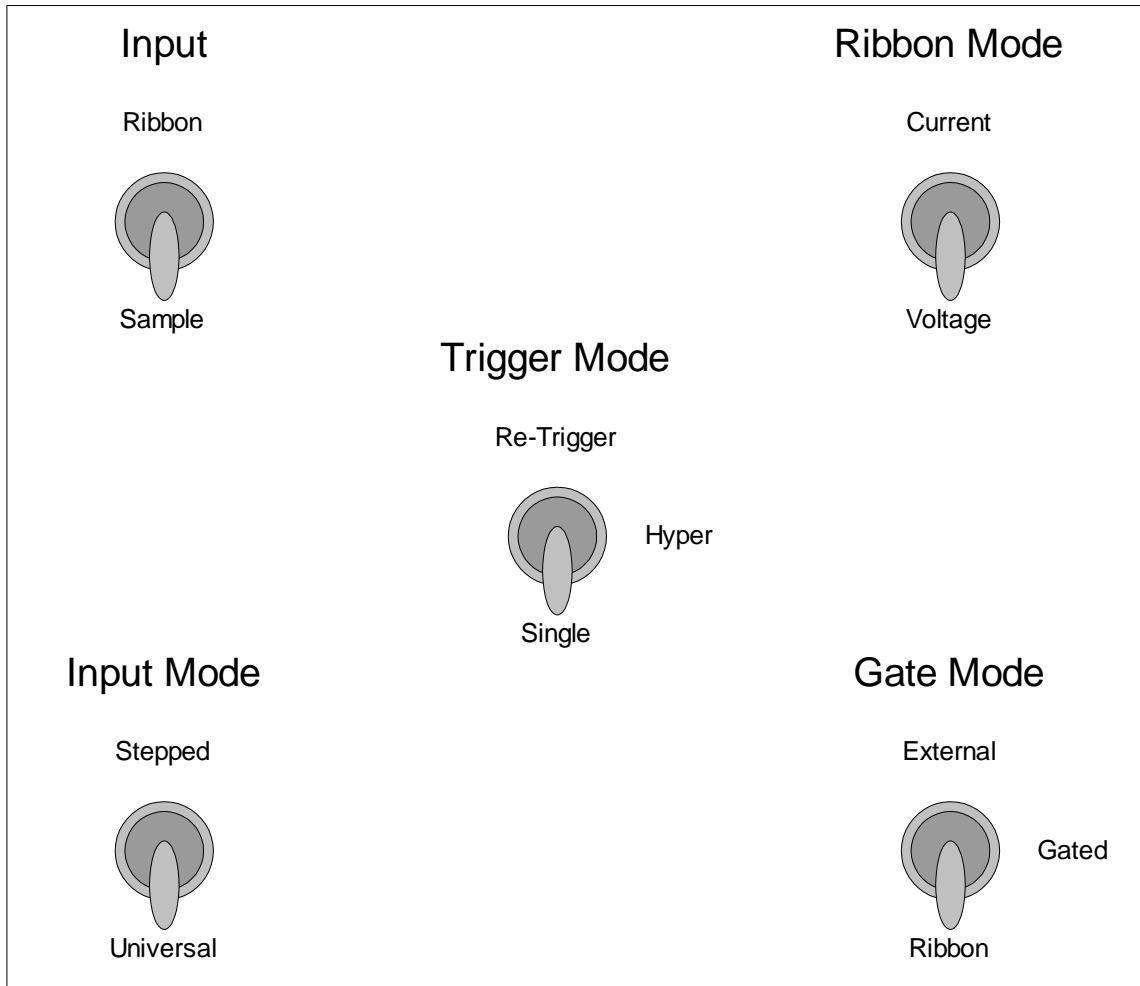 Input
Ribbon
Sample
Ribbon Mode
Current
Voltage
Trigger Mode
Re-Trigger
Hyper
Single
Input Mode
Stepped
Universal
Gate Mode
External
Gated
Ribbon